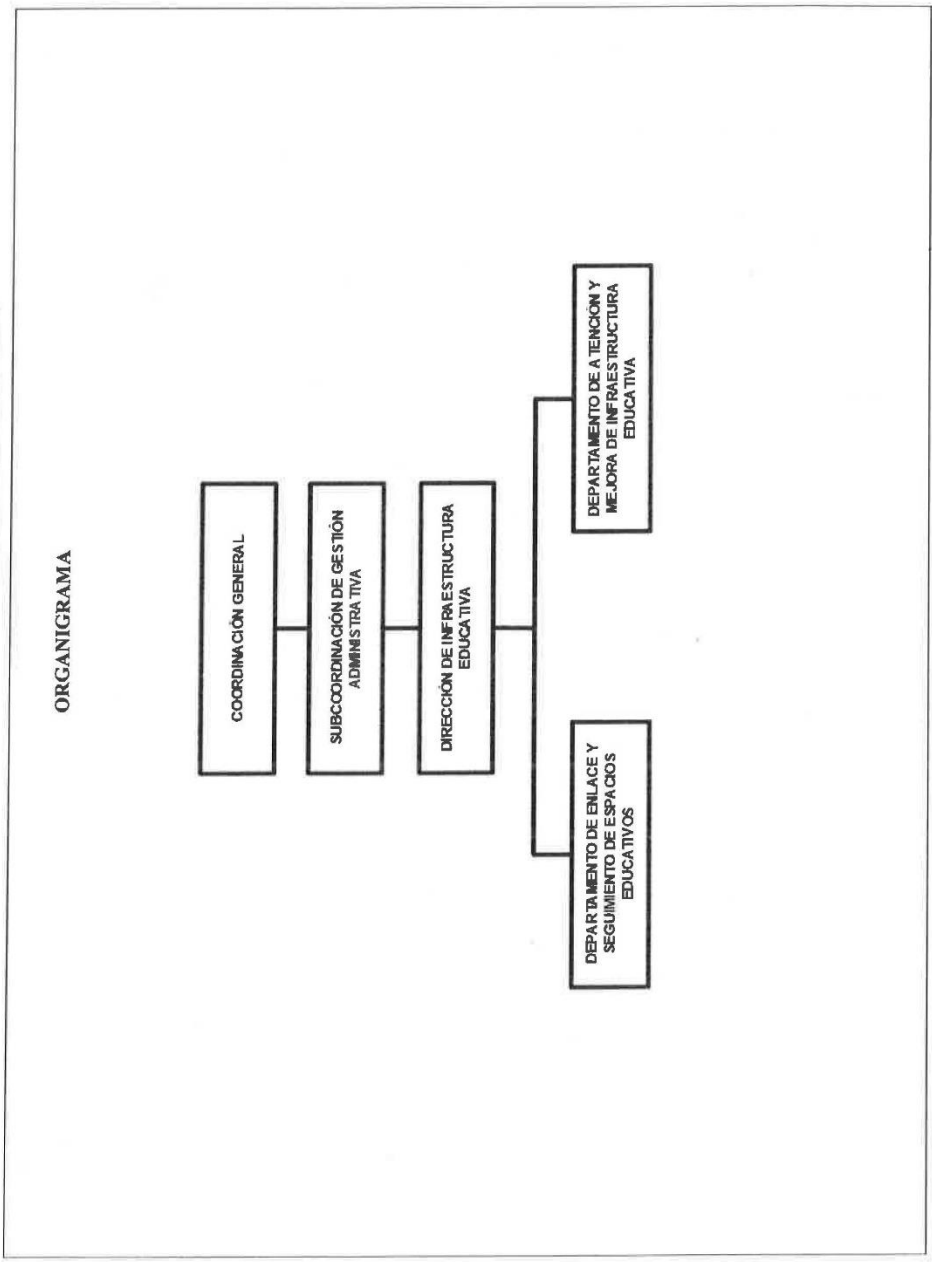 ORGANIGRAMA
COORDINACIÓN GENERAL
SUBCOORDINACIÓN DE GESTIÓN
ADMINISTRATIVA
DIRECCIÓN DE INFRAESTRUCTURA
EDUCATIVA
DEPARTAMENTO DE ENLACE Y
SEGUIMIENTO DE ESPACIOS
EDUCATIVOS
DEPARTAMENTO DE ATENCIÓN Y
MEJORA DE INFRAESTRUCTURA
EDUCATIVA